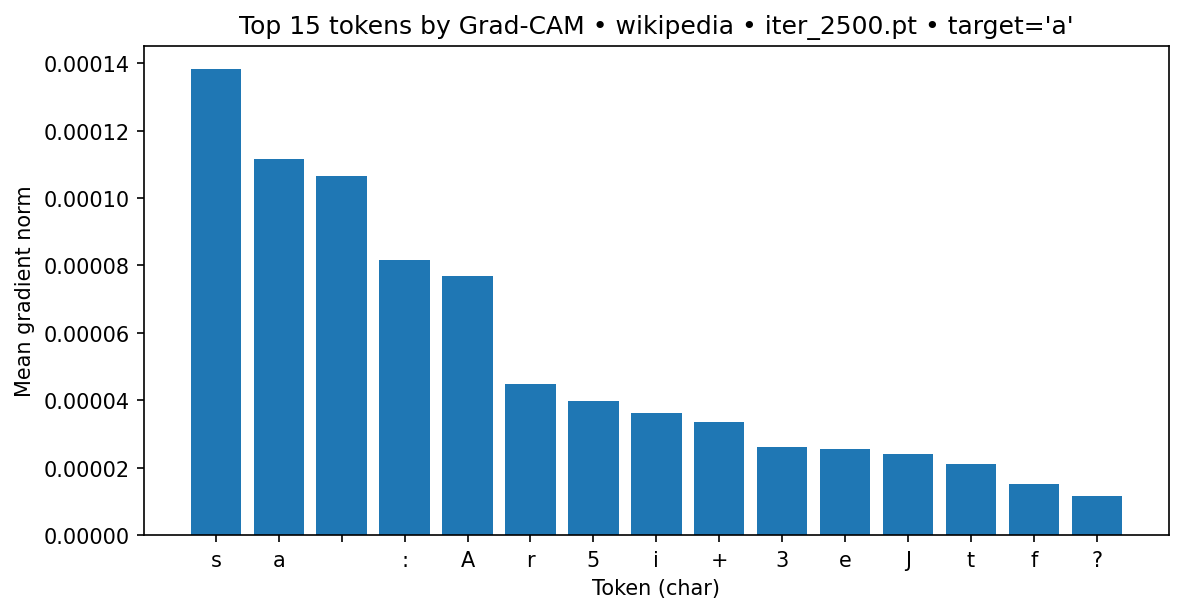 Top 15 tokens by Grad-CAM • wikipedia • iter_2500.pt • target='a'
Mean gradient norm
0.00014
0.00012
0.00010
0.00008
0.00006
0.00004
0.00002
0.00000
s a : A r 5 i + 3 e J t f ?
Token (char)